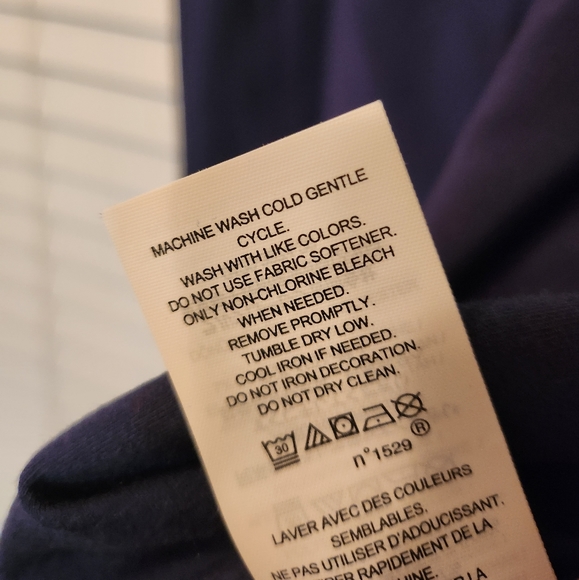 MACHINE WASH COLD GENTLE
CYCLE.
WASH WITH LIKE COLORS.
DO NOT USE FABRIC SOFTENER.
ONLY NON-CHLORINE BLEACH
WHEN NEEDED.
REMOVE PROMPTLY.
TUMBLE DRY LOW.
COOL IRON IF NEEDED.
DO NOT IRON DECORATION.
DO NOT DRY CLEAN.
30
n°1529®
LAVER AVEC DES COULEURS
SEMBLABLES.
NE PAS UTILISER D'ADOUCISSANT.
RAPIDEMENT DE LA
LA